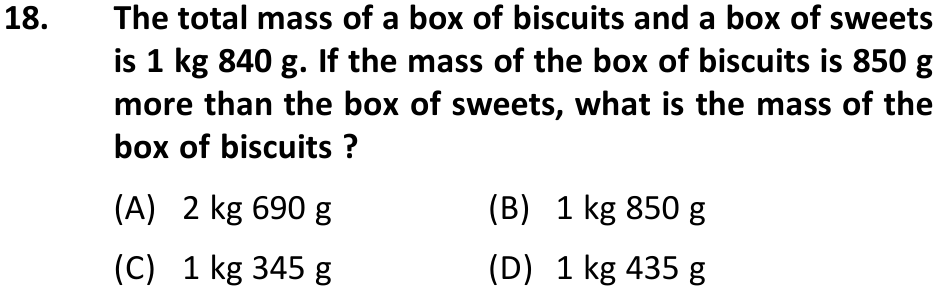 18. The total mass of a box of biscuits and a box of sweets
is 1 kg 840 g. If the mass of the box of biscuits is 850 g
more than the box of sweets, what is the mass of the
box of biscuits ?
(A) 2 kg 690 g (B) 1 kg 850 g
(C) 1 kg 345 g (D) 1 kg 435 g